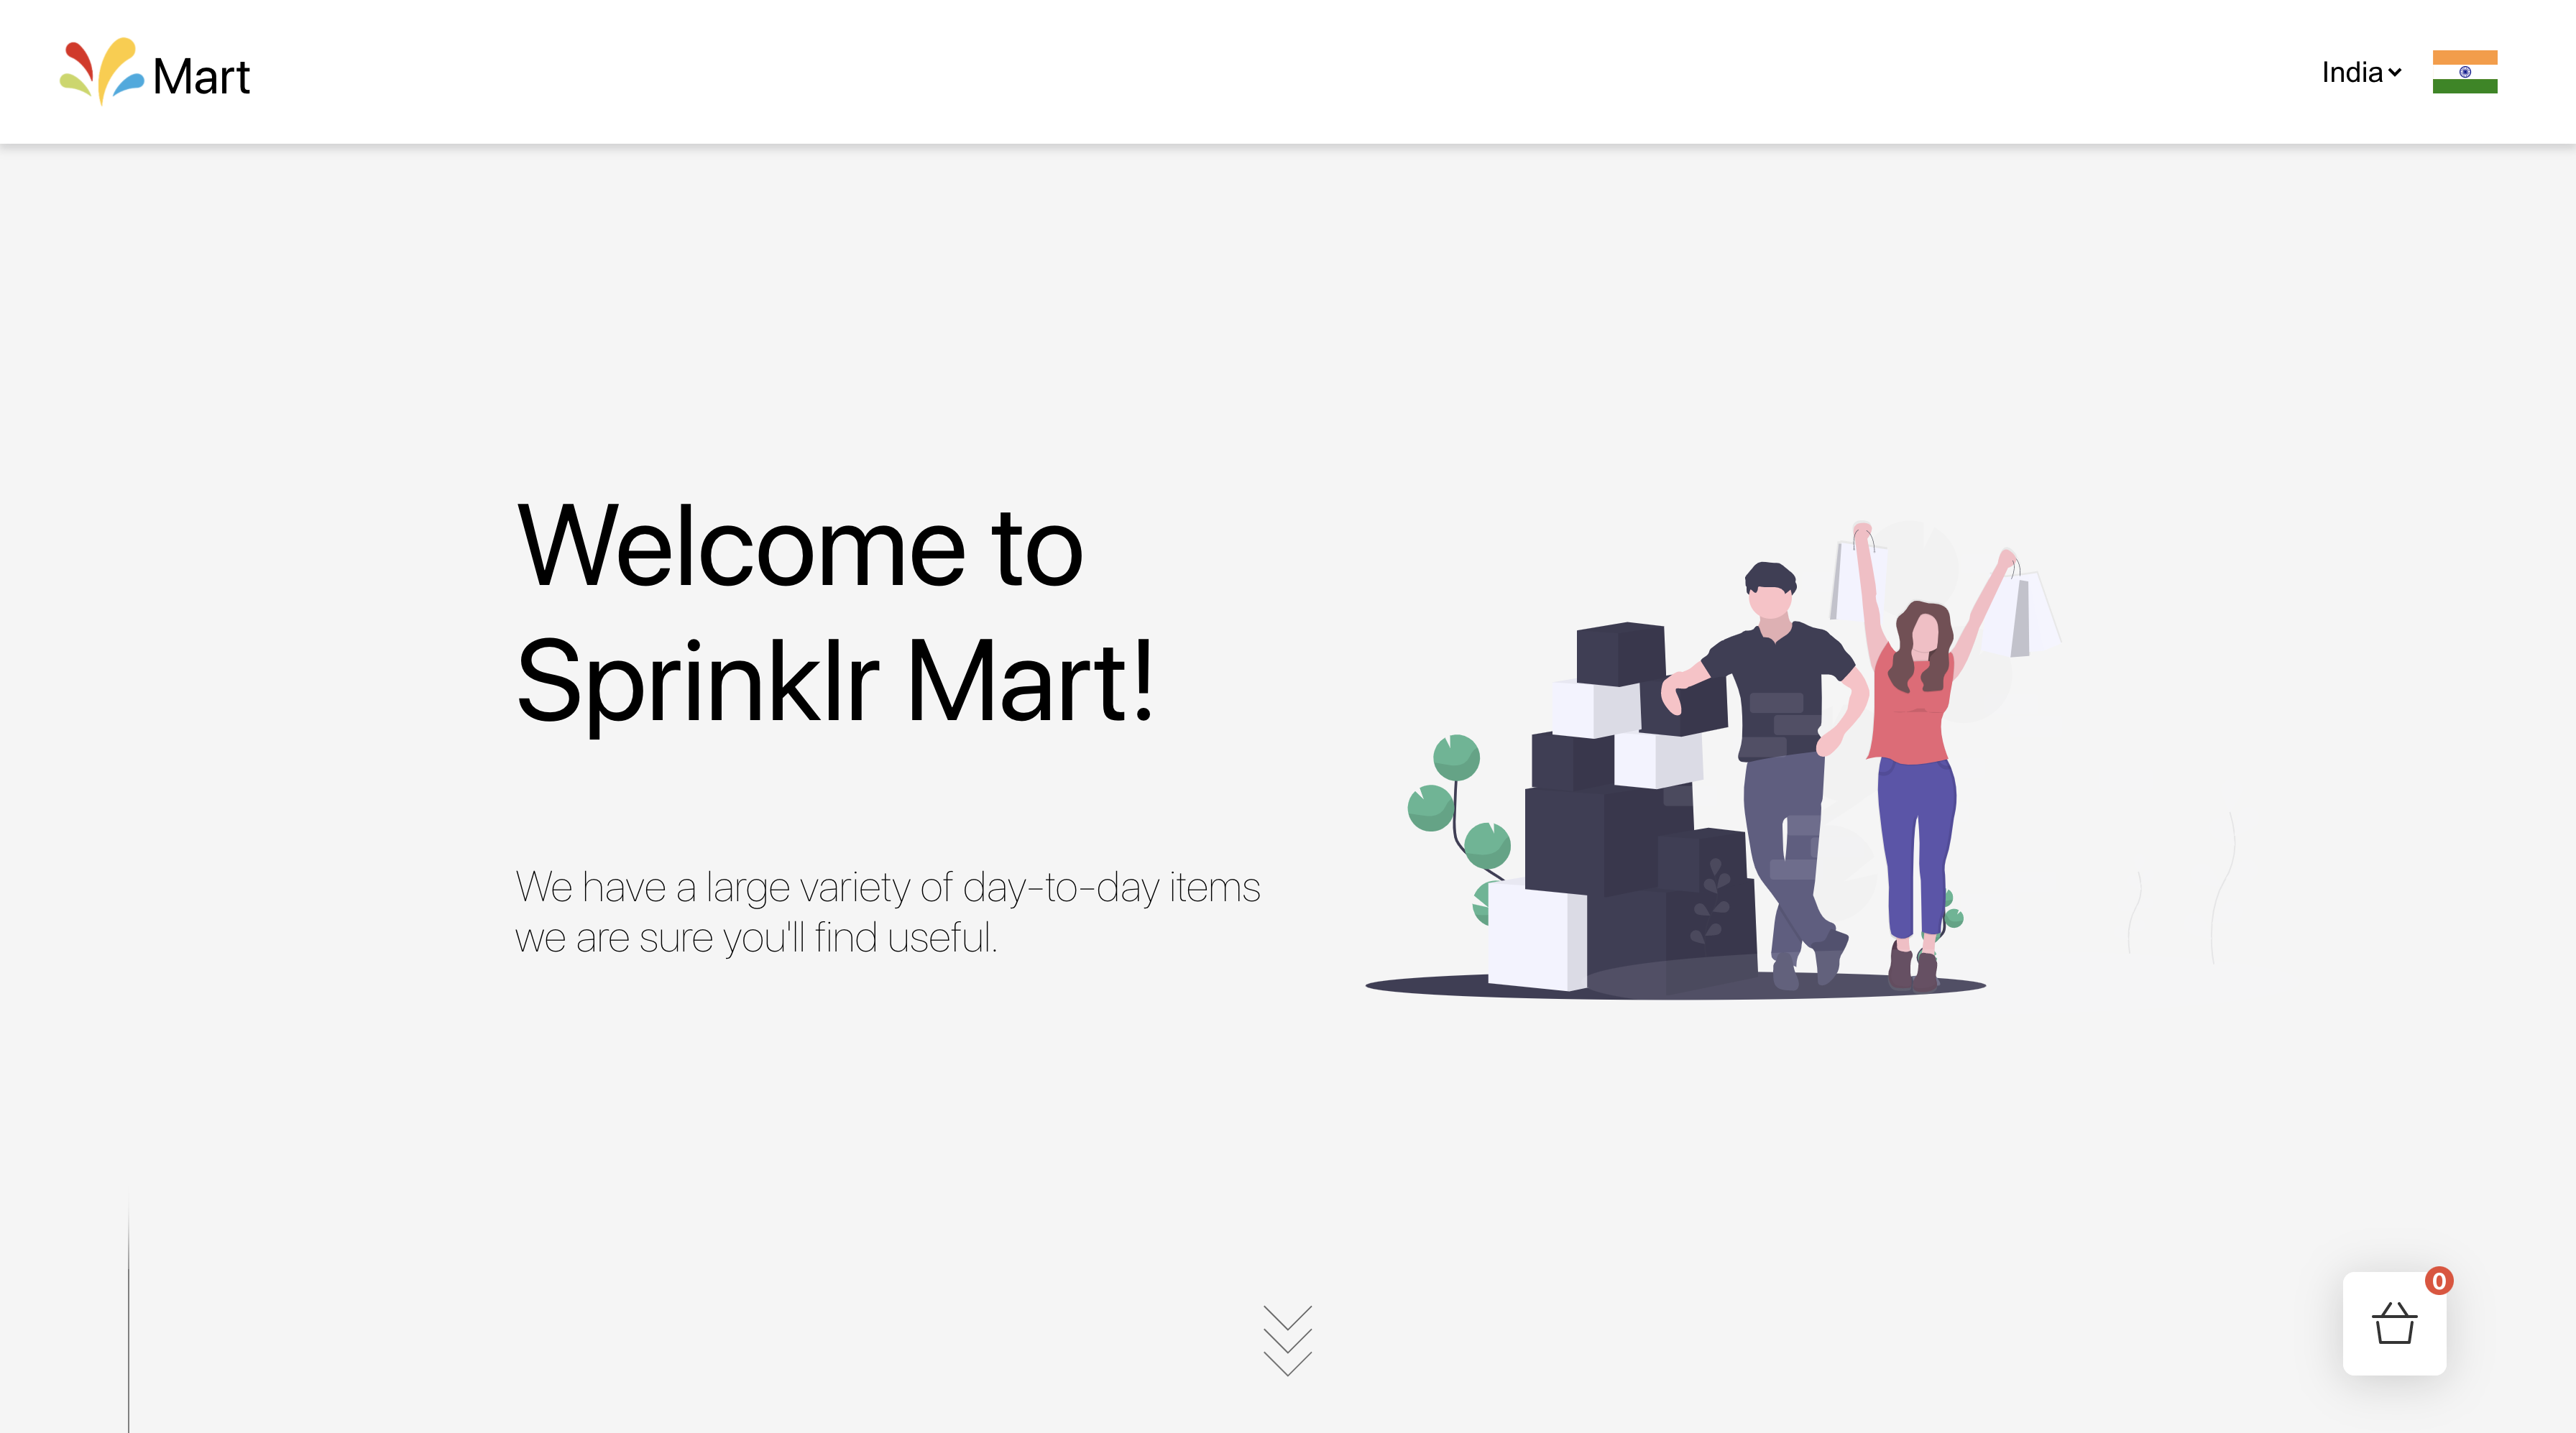 Mart
India
Welcome to
Sprinklr Mart!
We have a large variety of day-to-day items
we are sure you'll find useful.
0